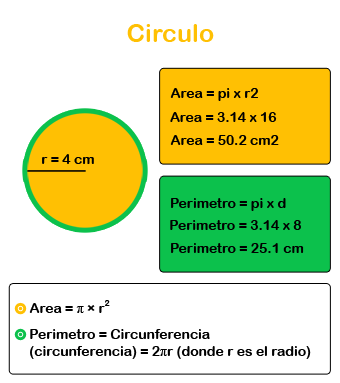 Circulo
Area = pi x r2
Area = 3.14 x 16
Area = 50.2 cm2
r = 4 cm
Perimetro = pi x d
Perimetro = 3.14 x 8
Perimetro = 25.1 cm
Area = π × r²
Perimetro = Circunferencia
(circunferencia) = 2πr (donde r es el radio)